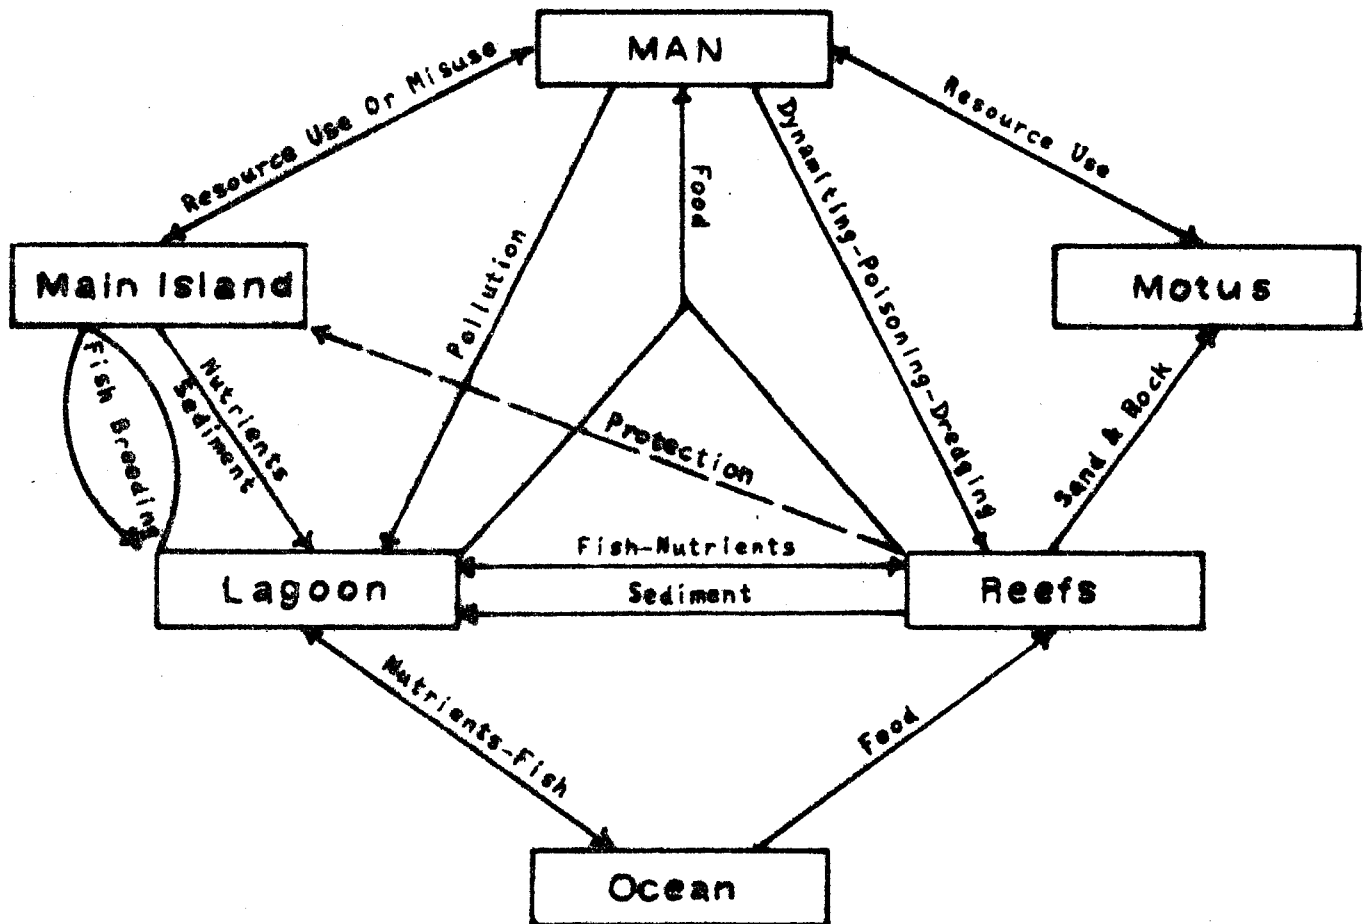 MAN
Resource Use Or Misuse
Resource Use
Food
Dynamiting-Poisoning-Dredging
Pollution
Main Island
Motus
Fish Breeding
Nutrients
Sediment
Protection
Sand & Rock
Fish-Nutrients
Sediment
Lagoon
Reefs
Nutrients-Fish
Food
Ocean